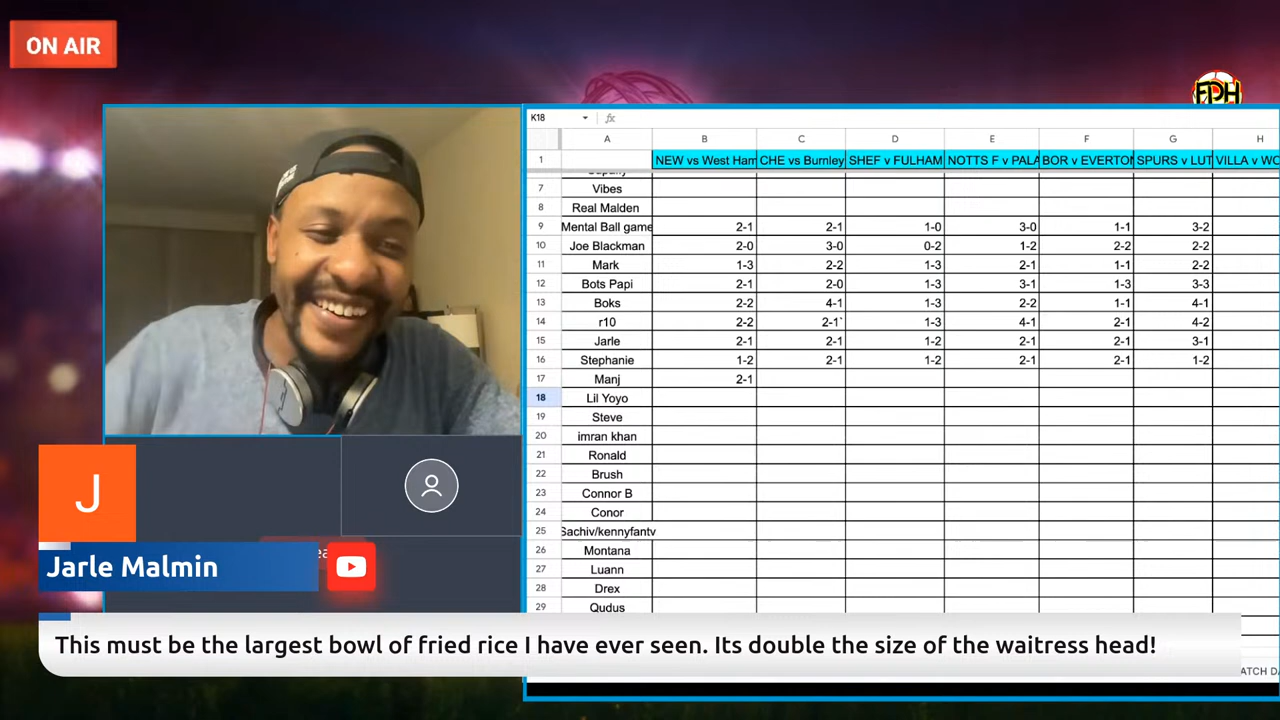 ON AIR
FDH
K18 fx
A B C D E F G H
1 NEW vs West Ham CHE vs Burnley SHEF v FULHAM NOTTS F v PALA BOR v EVERTON SPURS v LUT VILLA v WO
7 Vibes
8 Real Malden
9 Mental Ball game 2-1 2-1 1-0 3-0 1-1 3-2
10 Joe Blackman 2-0 3-0 0-2 1-2 2-2 2-2
11 Mark 1-3 2-2 1-3 2-1 1-1 2-2
12 Bots Papi 2-1 2-0 1-3 3-1 1-3 3-3
13 Boks 2-2 4-1 1-3 2-2 1-1 4-1
14 r10 2-2 2-1` 1-3 4-1 2-1 4-2
15 Jarle 2-1 2-1 1-2 2-1 2-1 3-1
16 Stephanie 1-2 2-1 1-2 2-1 2-1 1-2
17 Manj 2-1
18 Lil Yoyo
19 Steve
20 imran khan
21 Ronald
22 Brush
23 Connor B
24 Conor
25 Sachiv/kennyfantv
26 Montana
27 Luann
28 Drex
29 Qudus
ATCH DA
J
Jarle Malmin
This must be the largest bowl of fried rice I have ever seen. Its double the size of the waitress head!